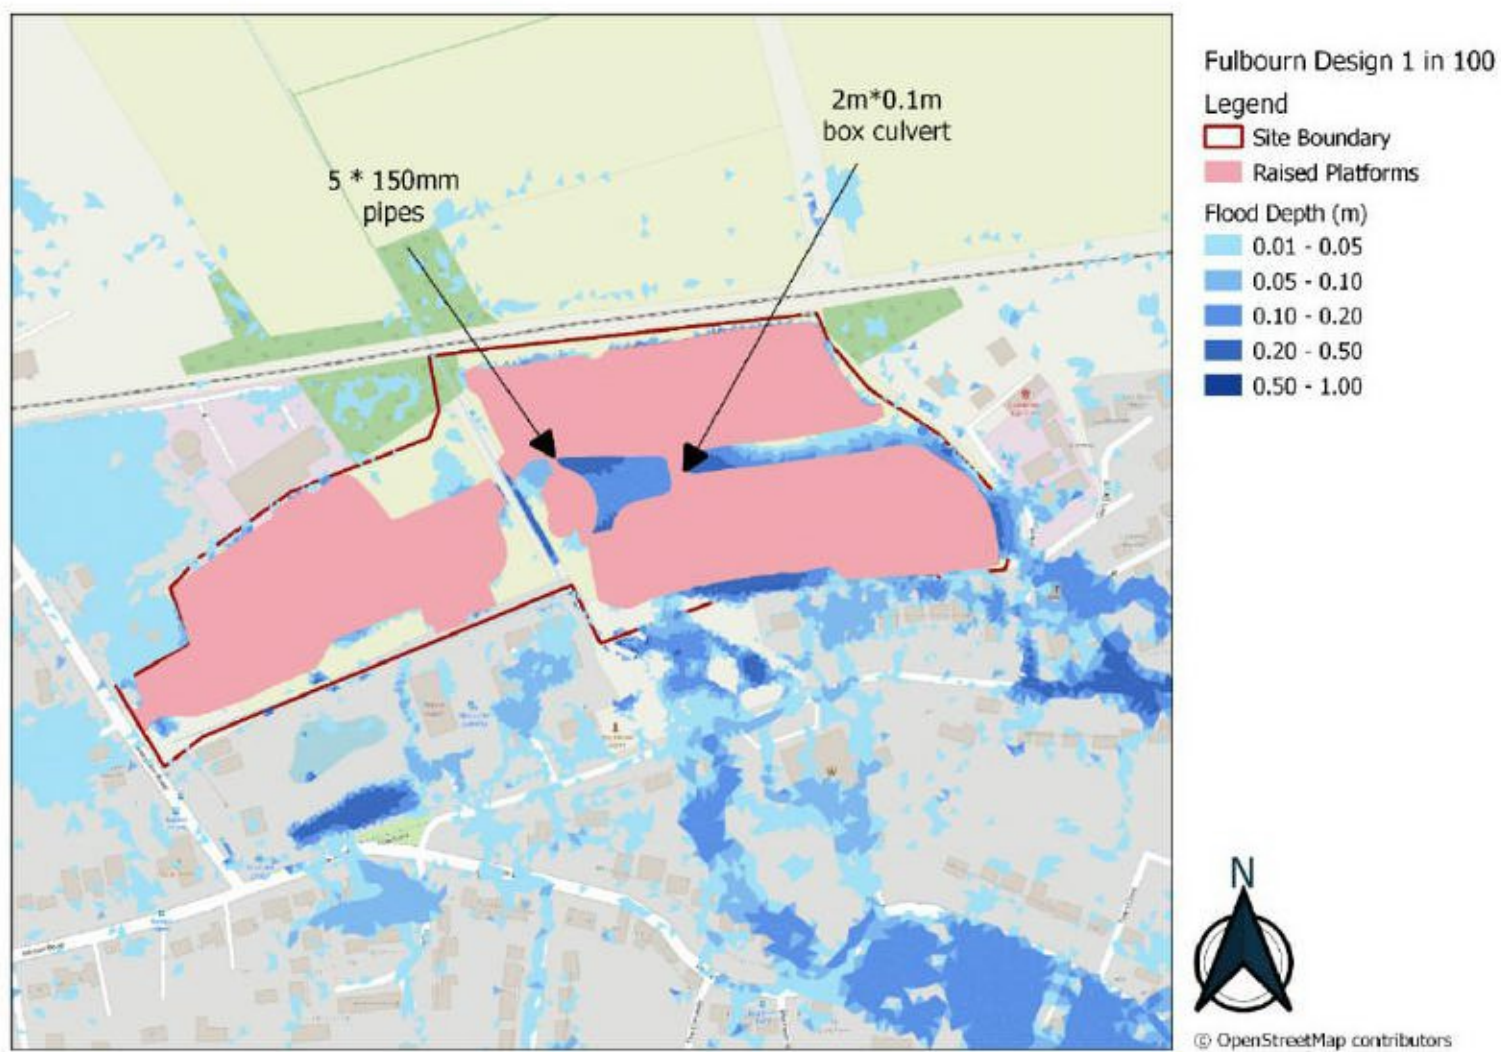 Fulbourn Design 1 in 100
Legend
Site Boundary
Raised Platforms
Flood Depth (m)
0.01 - 0.05
0.05 - 0.10
0.10 - 0.20
0.20 - 0.50
0.50 - 1.00
2m*0.1m
box culvert
5 * 150mm
pipes
N
© OpenStreetMap contributors